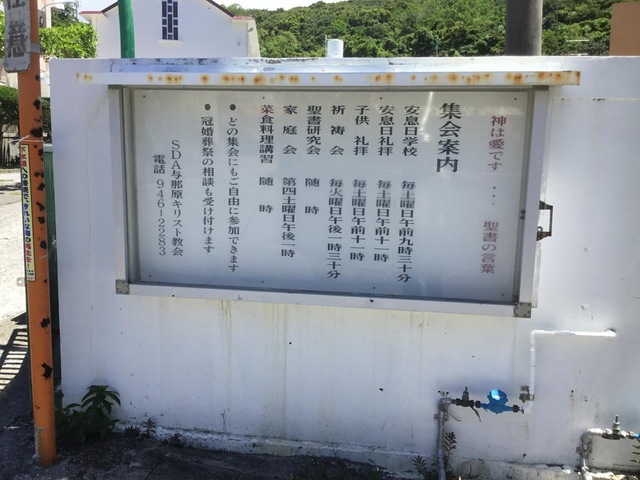 神は愛です … 聖書の言葉
集会案内
安息日学校 毎土曜日午前九時三十分
安息日礼拝 毎土曜日午前十一時
子供 礼拝 毎土曜日午前十一時
祈祷会 毎火曜日午後一時三十分
聖書研究会 随時
家庭会 第四土曜日午後一時
菜食料理講習 随時
● どの集会にもご自由に参加できます
● 冠婚葬祭の相談も受け付けます
SDA与那原キリスト教会
電話 946-2283